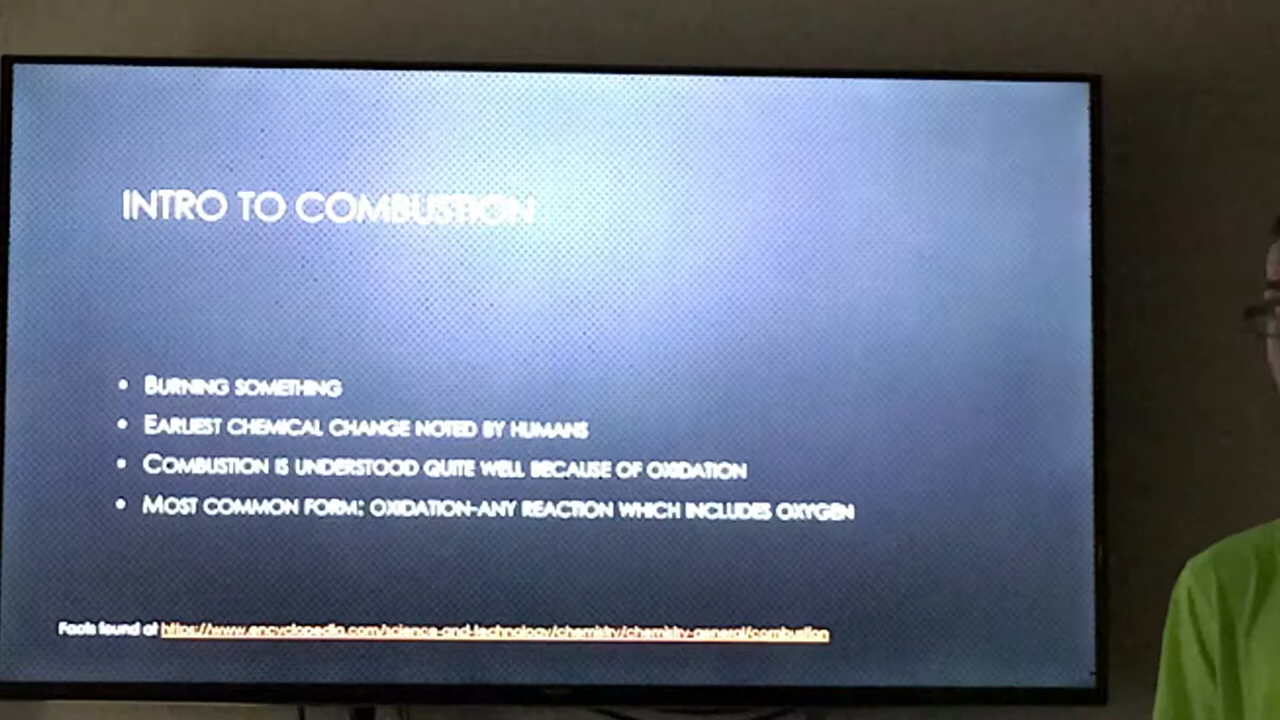 INTRO TO COMBUSTION
• BURNING SOMETHING
• EARLIEST CHEMICAL CHANGE NOTED BY HUMANS
• COMBUSTION IS UNDERSTOOD QUITE WELL BECAUSE OF OXIDATION
• MOST COMMON FORM: OXIDATION-ANY REACTION WHICH INCLUDES OXYGEN
Facts found at https://www.encyclopedia.com/science-and-technology/chemistry/chemistry-general/combustion